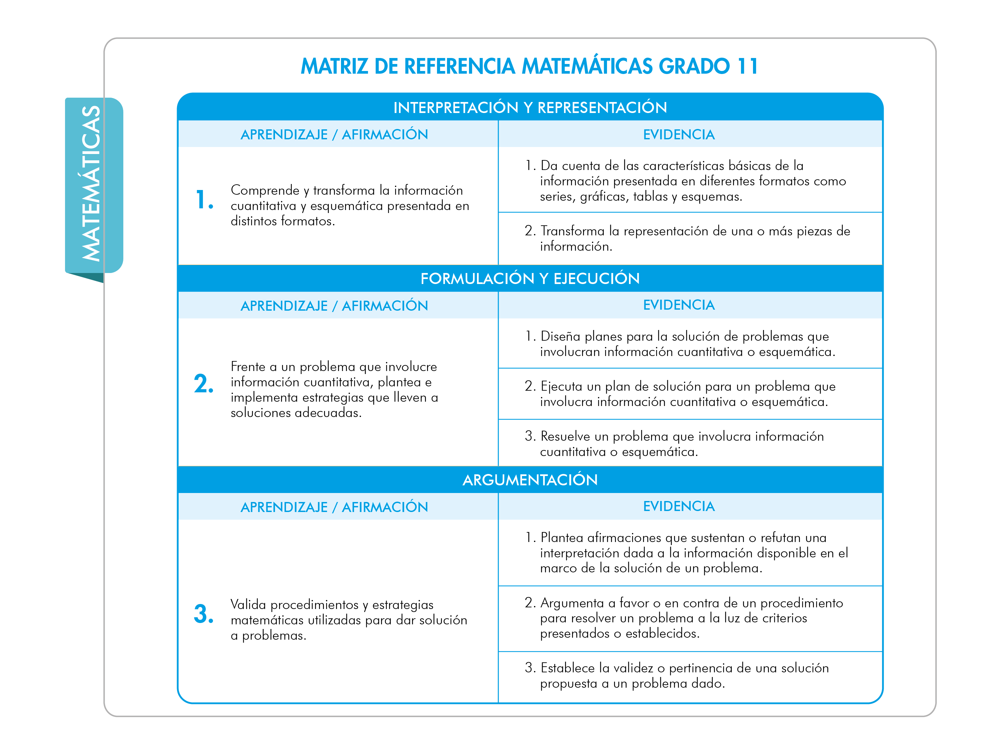 MATRIZ DE REFERENCIA MATEMÁTICAS GRADO 11
MATEMÁTICAS
INTERPRETACIÓN Y REPRESENTACIÓN
APRENDIZAJE / AFIRMACIÓN
EVIDENCIA
1.
Comprende y transforma la información
cuantitativa y esquemática presentada en
distintos formatos.
1. Da cuenta de las características básicas de la
información presentada en diferentes formatos como
series, gráficas, tablas y esquemas.
2. Transforma la representación de una o más piezas de
información.
FORMULACIÓN Y EJECUCIÓN
APRENDIZAJE / AFIRMACIÓN
EVIDENCIA
2.
Frente a un problema que involucre
información cuantitativa, plantea e
implementa estrategias que lleven a
soluciones adecuadas.
1. Diseña planes para la solución de problemas que
involucran información cuantitativa o esquemática.
2. Ejecuta un plan de solución para un problema que
involucra información cuantitativa o esquemática.
3. Resuelve un problema que involucra información
cuantitativa o esquemática.
ARGUMENTACIÓN
APRENDIZAJE / AFIRMACIÓN
EVIDENCIA
3.
Valida procedimientos y estrategias
matemáticas utilizadas para dar solución
a problemas.
1. Plantea afirmaciones que sustentan o refutan una
interpretación dada a la información disponible en el
marco de la solución de un problema.
2. Argumenta a favor o en contra de un procedimiento
para resolver un problema a la luz de criterios
presentados o establecidos.
3. Establece la validez o pertinencia de una solución
propuesta a un problema dado.